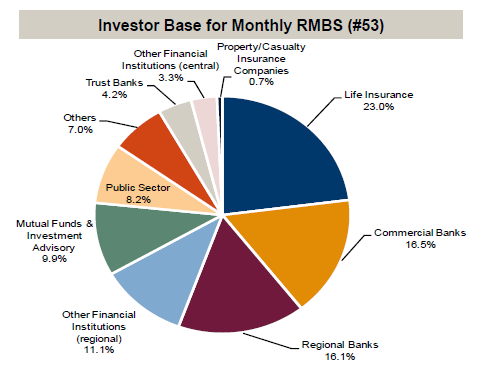 Investor Base for Monthly RMBS (#53)
Property/Casualty
Insurance
Companies
0.7%
Life Insurance
23.0%
Commercial Banks
16.5%
Regional Banks
16.1%
Other Financial
Institutions
(regional)
11.1%
Mutual Funds &
Investment
Advisory
9.9%
Public Sector
8.2%
Others
7.0%
Trust Banks
4.2%
Other Financial
Institutions (central)
3.3%